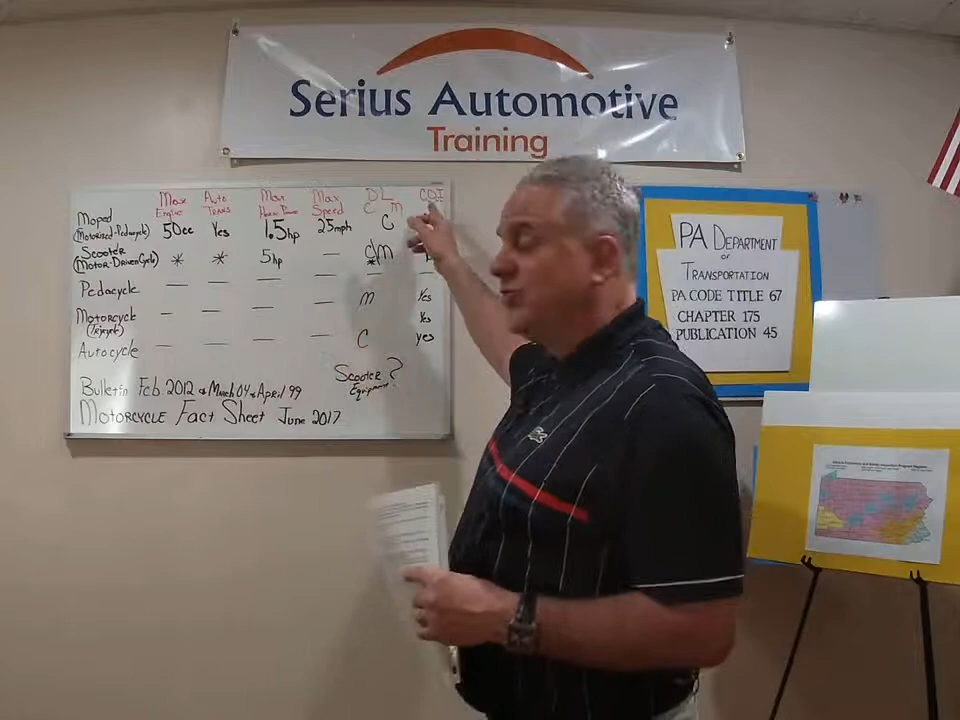 Serius Automotive
Training
Max Engine Auto TRANS Max Horse Power Max Speed DL C M CDI
Moped (Motorized-Pedacycle) 50cc Yes 1.5hp 25mph C
Scooter (Motor-Driven Cycle) * * 5hp — C/M *
Pedacycle — — — — M Yes
Motorcycle — — — — Yes
Autocycle — — — — C yes
Scooter ?
Equipment
Bulletin Feb 2012 & March 04 & April 99
MOTORCYCLE Fact Sheet June 2017
PA DEPARTMENT
OF
TRANSPORTATION
PA CODE TITLE 67
CHAPTER 175
PUBLICATION 45